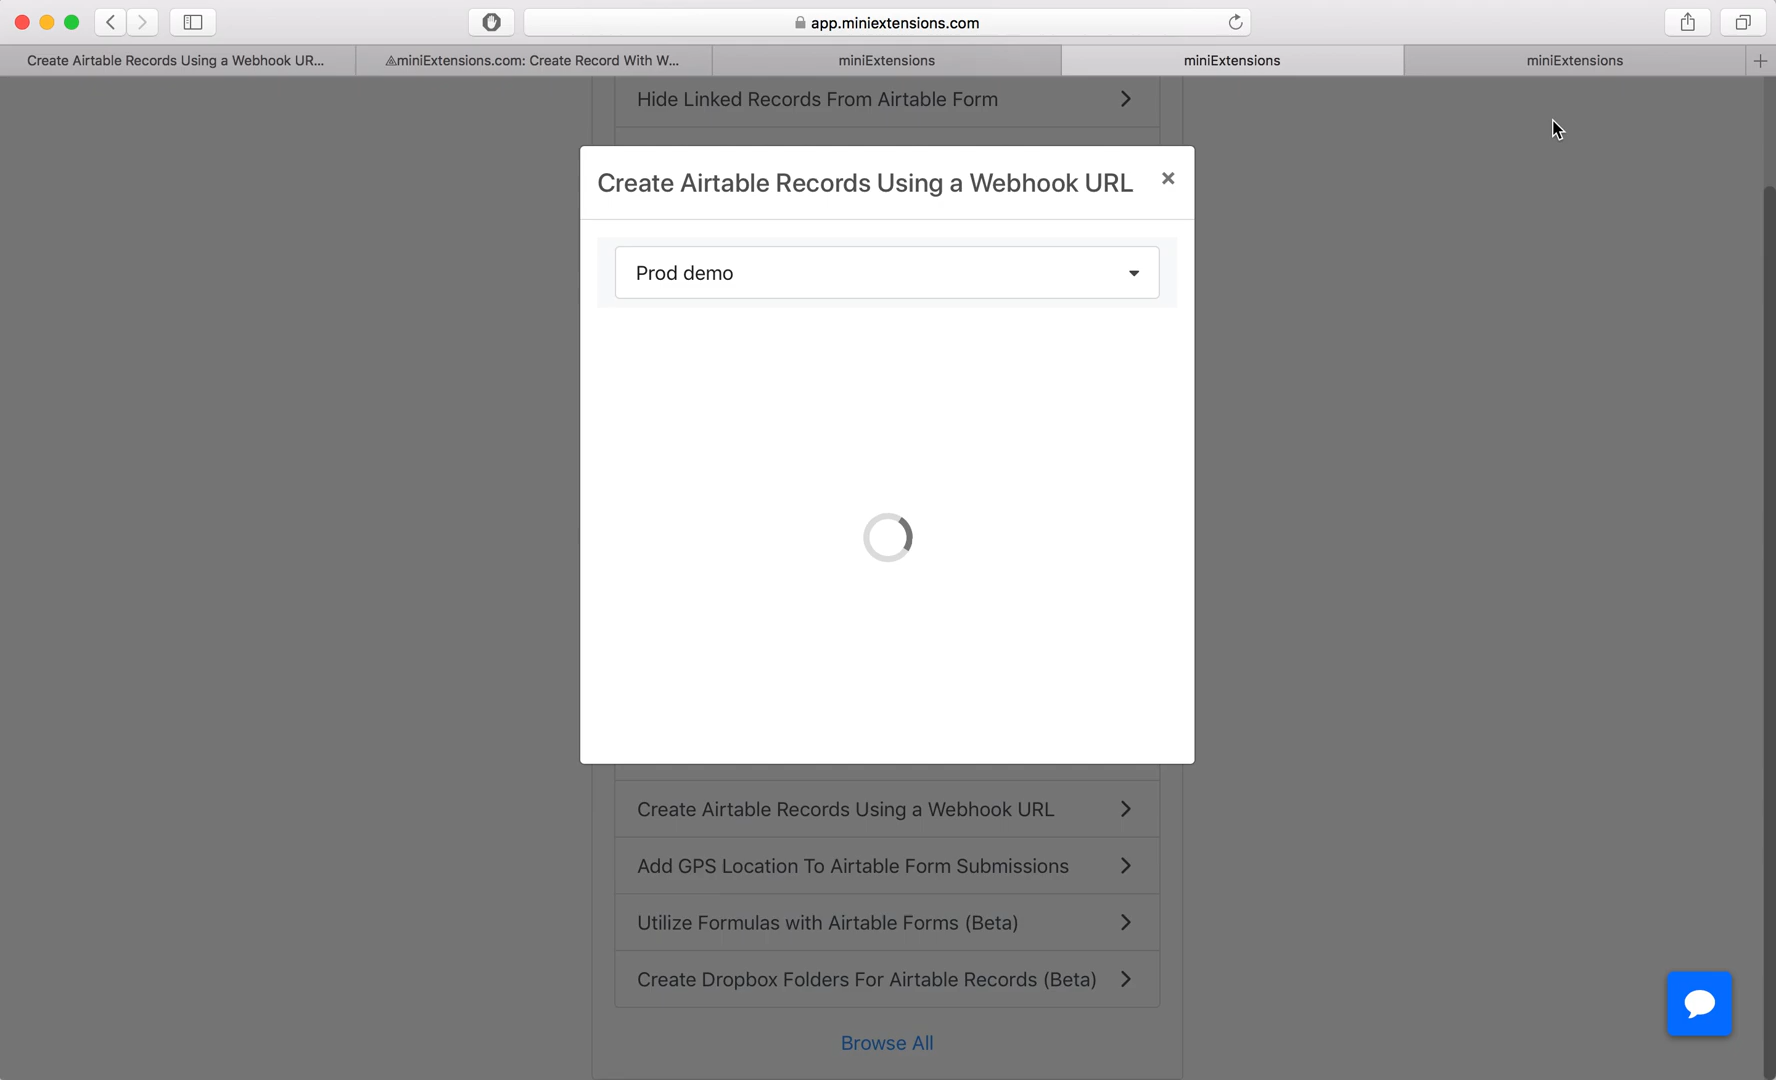 app.miniextensions.com
Create Airtable Records Using a Webhook UR...
miniExtensions.com: Create Record With W...
miniExtensions
miniExtensions
miniExtensions
Hide Linked Records From Airtable Form
Create Airtable Records Using a Webhook URL
Prod demo
Create Airtable Records Using a Webhook URL
Add GPS Location To Airtable Form Submissions
Utilize Formulas with Airtable Forms (Beta)
Create Dropbox Folders For Airtable Records (Beta)
Browse All